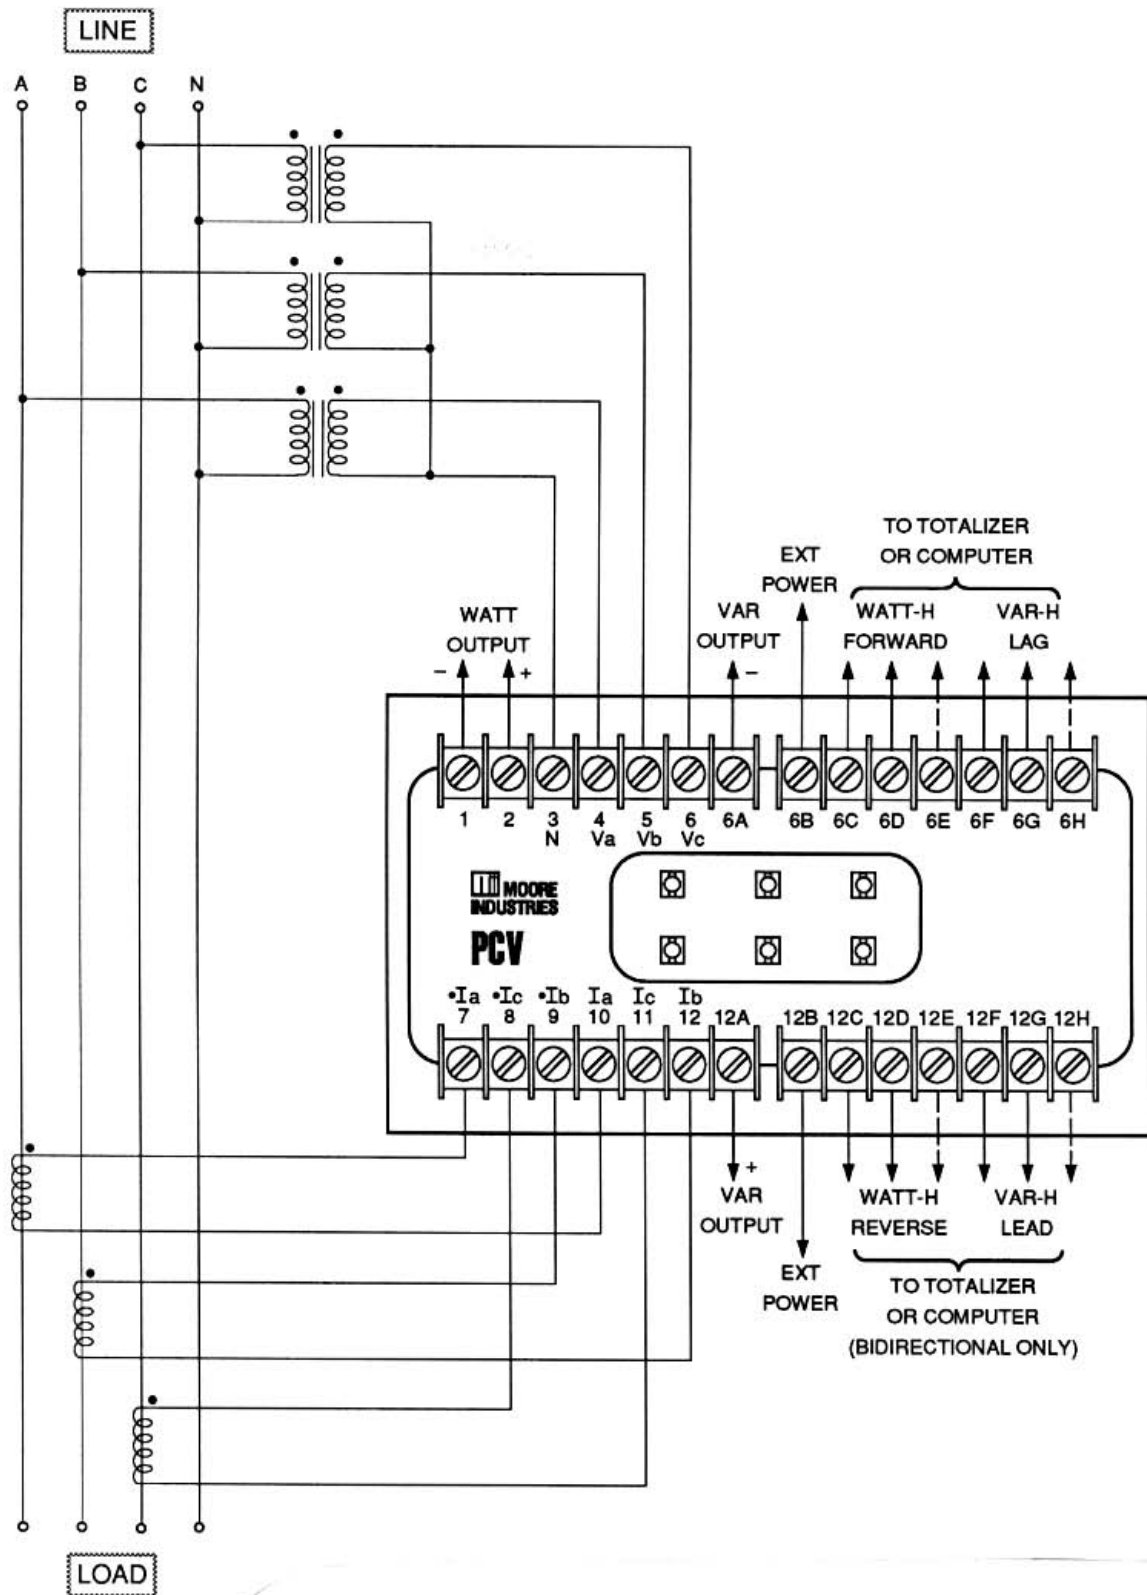 LINE
A B C N
TO TOTALIZER
OR COMPUTER
EXT
POWER
WATT
OUTPUT
− +
VAR
OUTPUT
−
WATT-H
FORWARD
VAR-H
LAG
1 2 3 4 5 6 6A 6B 6C 6D 6E 6F 6G 6H
N Va Vb Vc
MOORE
INDUSTRIES
PCV
•Ia •Ic •Ib Ia Ic Ib
7 8 9 10 11 12 12A 12B 12C 12D 12E 12F 12G 12H
+
VAR
OUTPUT
WATT-H
REVERSE
VAR-H
LEAD
EXT
POWER
TO TOTALIZER
OR COMPUTER
(BIDIRECTIONAL ONLY)
LOAD